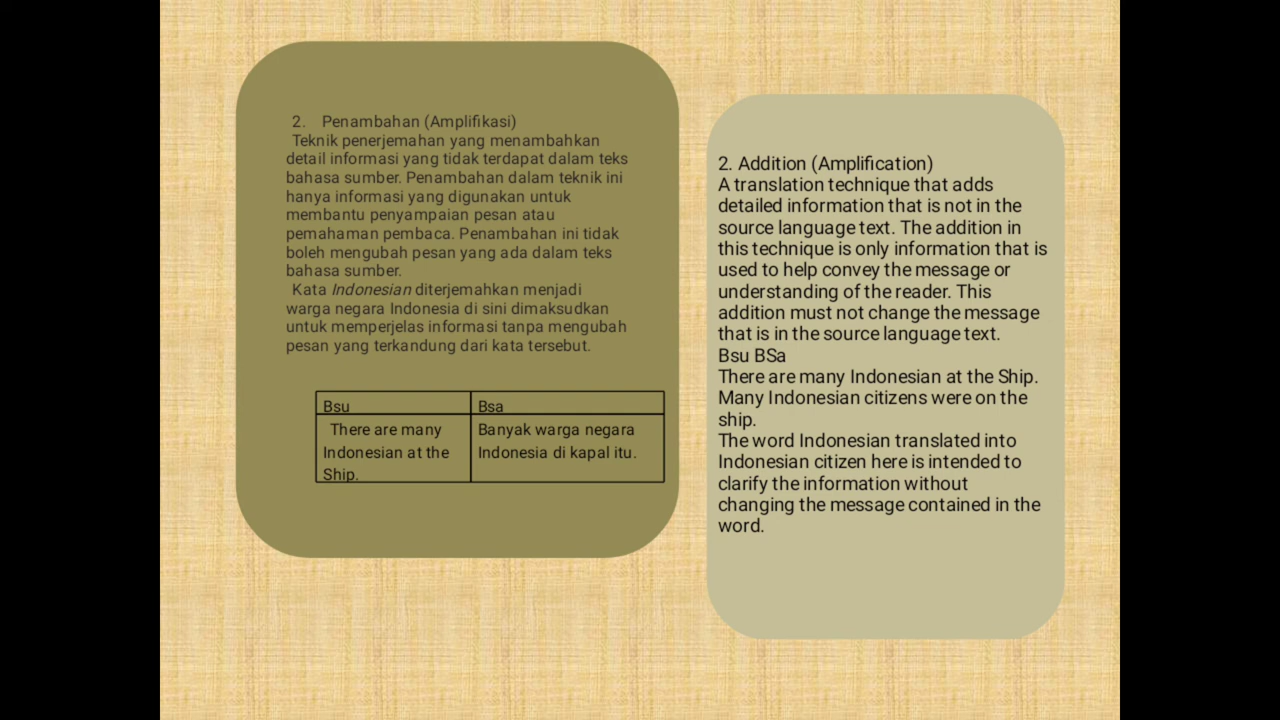 2. Penambahan (Amplifikasi)
Teknik penerjemahan yang menambahkan
detail informasi yang tidak terdapat dalam teks
bahasa sumber. Penambahan dalam teknik ini
hanya informasi yang digunakan untuk
membantu penyampaian pesan atau
pemahaman pembaca. Penambahan ini tidak
boleh mengubah pesan yang ada dalam teks
bahasa sumber.
Kata Indonesian diterjemahkan menjadi
warga negara Indonesia di sini dimaksudkan
untuk memperjelas informasi tanpa mengubah
pesan yang terkandung dari kata tersebut.
Bsu
Bsa
There are many
Indonesian at the
Ship.
Banyak warga negara
Indonesia di kapal itu.
2. Addition (Amplification)
A translation technique that adds
detailed information that is not in the
source language text. The addition in
this technique is only information that is
used to help convey the message or
understanding of the reader. This
addition must not change the message
that is in the source language text.
Bsu BSa
There are many Indonesian at the Ship.
Many Indonesian citizens were on the
ship.
The word Indonesian translated into
Indonesian citizen here is intended to
clarify the information without
changing the message contained in the
word.